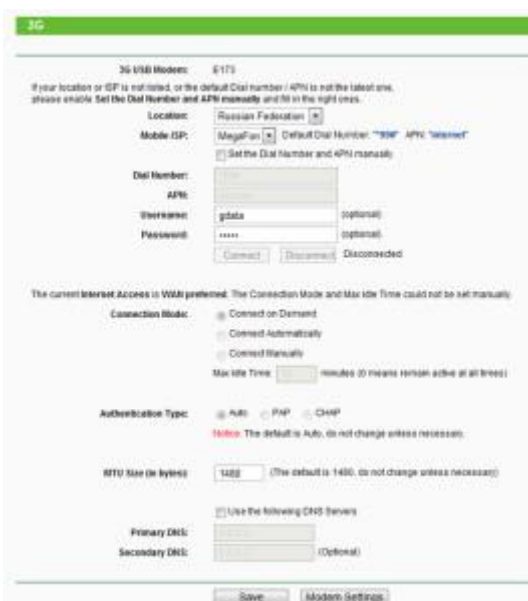 3G
3G USB Modem: E173
If your location or ISP is not listed, or the default Dial number / APN is not the latest one,
please enable Set the Dial Number and APN manually and fill in the right ones.
Location: Russian Federation
Mobile ISP: MegaFon Default Dial Number: "*99#" APN: "internet"
Set the Dial Number and APN manually
Dial Number:
APN:
Username: gdata (optional)
Password: ••••• (optional)
Connect Disconnect Disconnected
The current Internet Access is WAN preferred. The Connection Mode and Max Idle Time could not be set manually.
Connection Mode: Connect on Demand
Connect Automatically
Connect Manually
Max Idle Time: minutes (0 means remain active at all times)
Authentication Type: Auto PAP CHAP
Notice: The default is Auto, do not change unless necessary.
MTU Size (in bytes): 1480 (The default is 1480, do not change unless necessary)
Use the following DNS Servers
Primary DNS:
Secondary DNS: (Optional)
Save Modem Settings